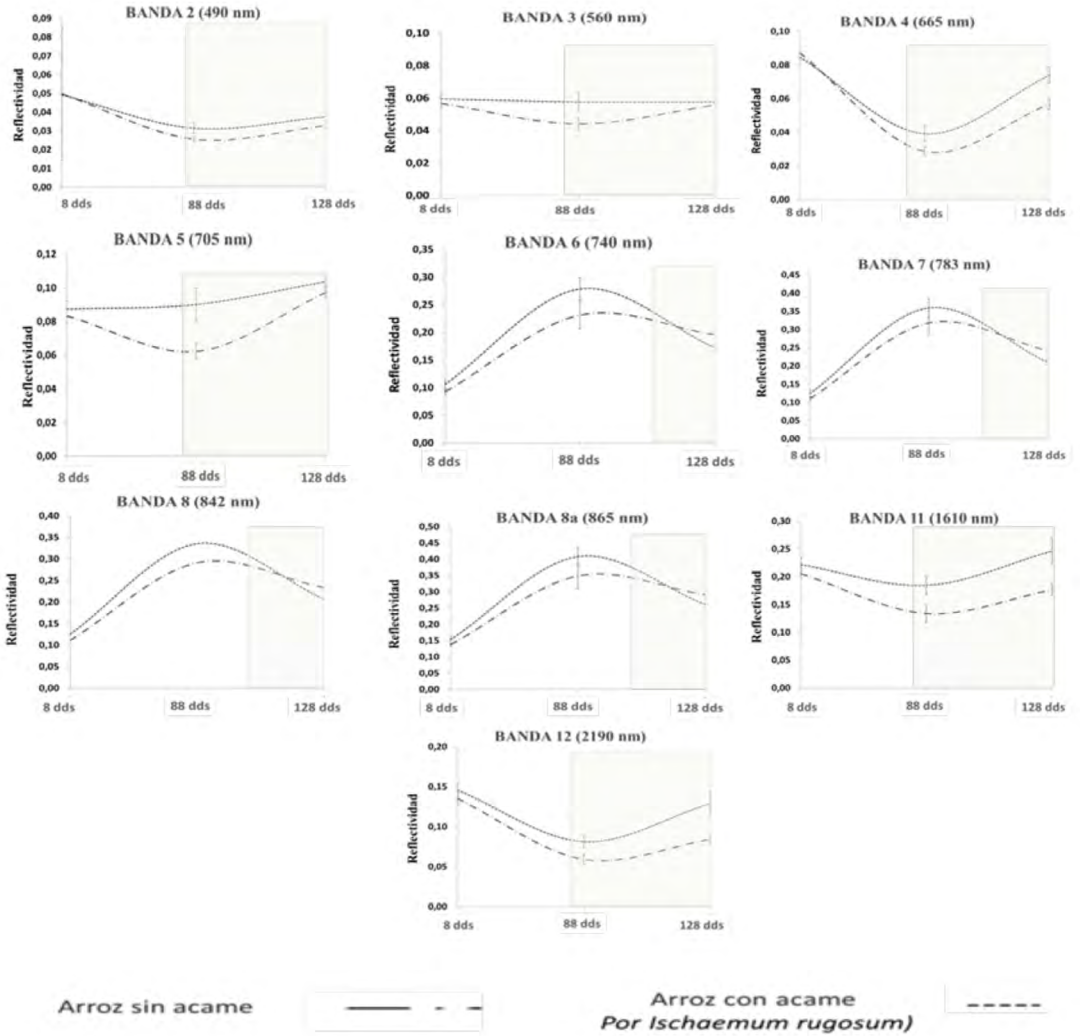 BANDA 2 (490 nm)
0,09
0,08
0,07
0,06
0,05
0,04
0,03
0,02
0,01
0,00
Reflectividad
8 dds
88 dds
128 dds
BANDA 3 (560 nm)
0,10
0,08
0,06
0,04
0,02
0,00
Reflectividad
8 dds
88 dds
128 dds
BANDA 4 (665 nm)
0,10
0,08
0,06
0,04
0,02
0,00
Reflectividad
8 dds
88 dds
128 dds
BANDA 5 (705 nm)
0,12
0,10
0,08
0,06
0,04
0,02
0,00
Reflectividad
8 dds
88 dds
128 dds
BANDA 6 (740 nm)
0,35
0,30
0,25
0,20
0,15
0,10
0,05
0,00
Reflectividad
8 dds
88 dds
128 dds
BANDA 7 (783 nm)
0,45
0,40
0,35
0,30
0,25
0,20
0,15
0,10
0,05
0,00
Reflectividad
8 dds
88 dds
128 dds
BANDA 8 (842 nm)
0,40
0,35
0,30
0,25
0,20
0,15
0,10
0,05
0,00
Reflectividad
8 dds
88 dds
128 dds
BANDA 8a (865 nm)
0,50
0,45
0,40
0,35
0,30
0,25
0,20
0,15
0,10
0,05
0,00
Reflectividad
8 dds
88 dds
128 dds
BANDA 11 (1610 nm)
0,30
0,25
0,20
0,15
0,10
0,05
0,00
Reflectividad
8 dds
88 dds
128 dds
BANDA 12 (2190 nm)
0,20
0,15
0,10
0,05
0,00
Reflectividad
8 dds
88 dds
128 dds
Arroz sin acame
Arroz con acame
Por Ischaemum rugosum)